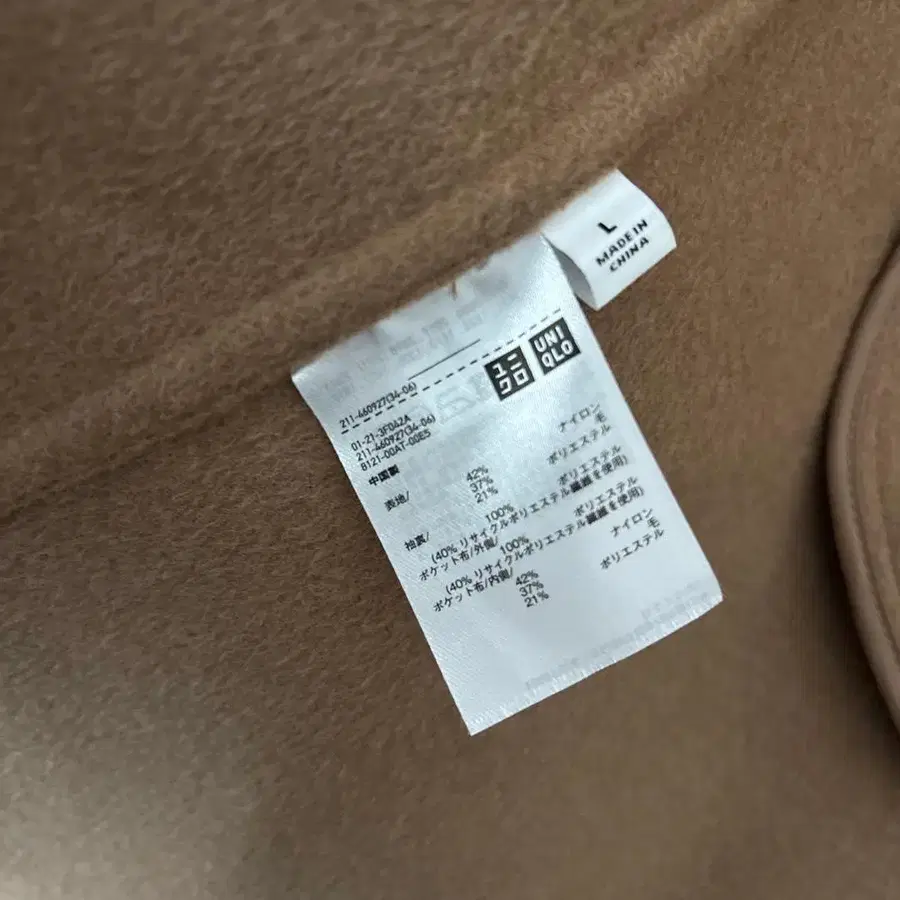 L
MADE IN
CHINA
ユニ
クロ
UNI
QLO
211-460927(34-06)
01-21-3F042A
211-460927(34-06)
8121-00AT-00E5
中国製
表地/ 42% ナイロン
37% 毛
21% ポリエステル
袖裏/ 100% ポリエステル
(40% リサイクルポリエステル繊維を使用)
ポケット布/外側/ 100% ポリエステル
(40% リサイクルポリエステル繊維を使用)
ポケット布/内側/ 42% ナイロン
37% 毛
21% ポリエステル